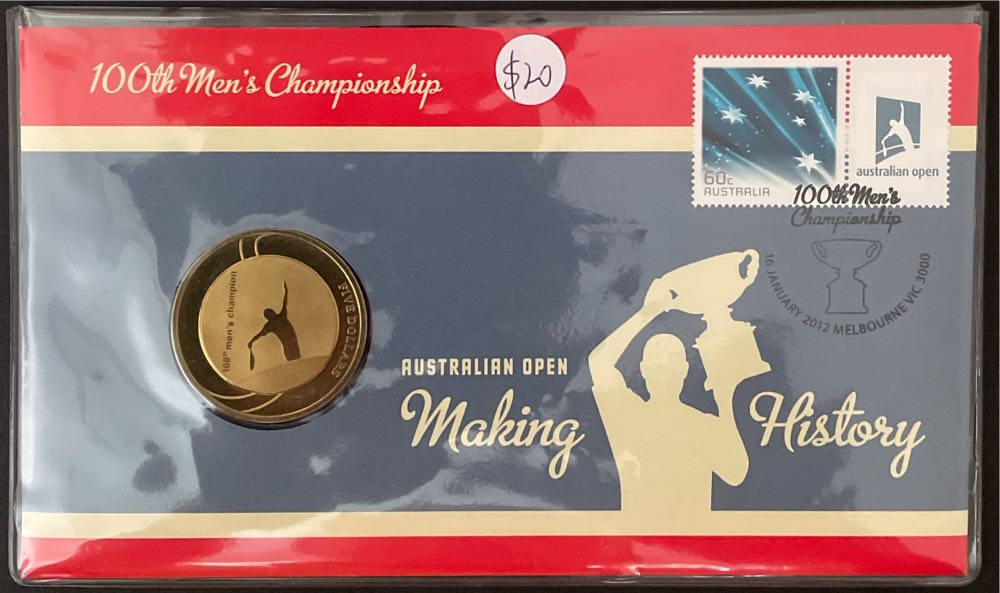 100th Men's Championship
$20
60c
AUSTRALIA
australian open
100th Men's
Championship
16 JANUARY 2012 MELBOURNE VIC 3000
100th men's champion
FIVE DOLLARS
AUSTRALIAN OPEN
Making History